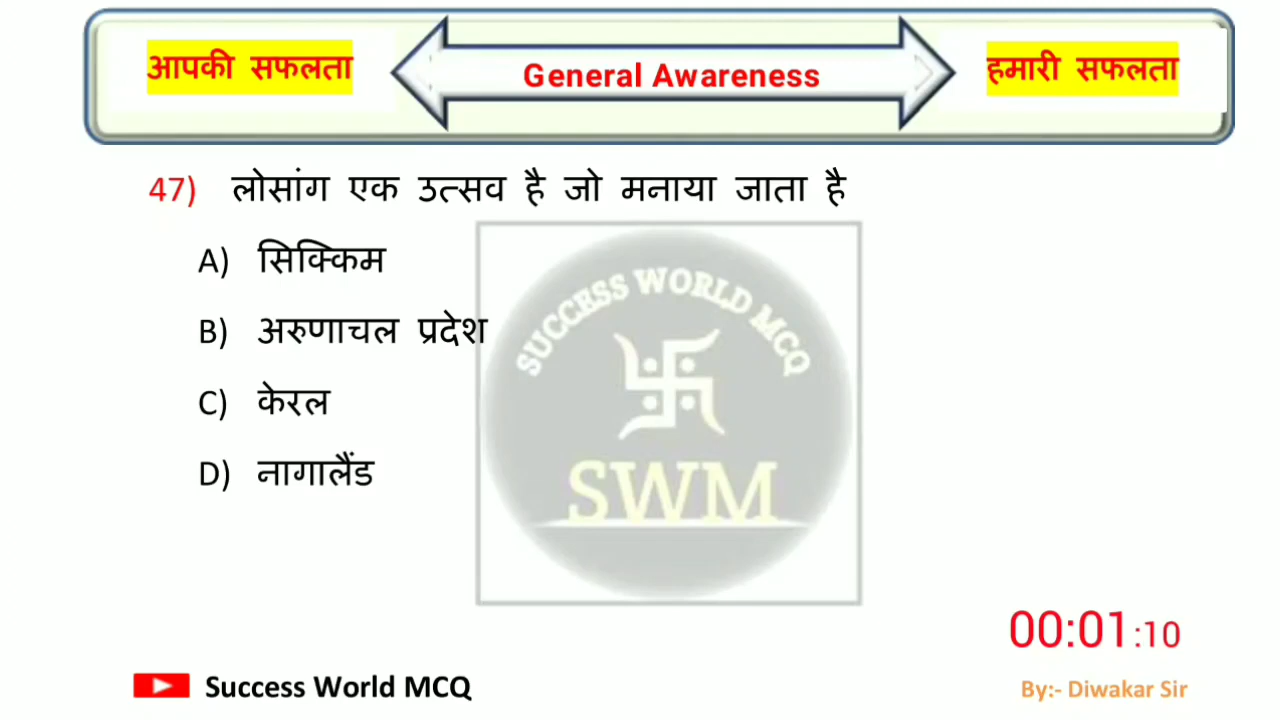 आपकी सफलता
General Awareness
हमारी सफलता
47) लोसांग एक उत्सव है जो मनाया जाता है
A) सिक्किम
B) अरुणाचल प्रदेश
C) केरल
D) नागालैंड
SUCCESS WORLD MCQ
SWM
00:01:10
Success World MCQ
By:- Diwakar Sir